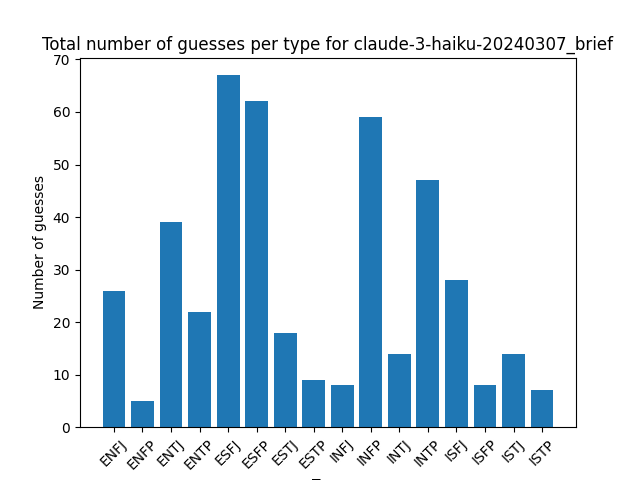 Total number of guesses per type for claude-3-haiku-20240307_brief
Number of guesses
70
60
50
40
30
20
10
0
ENFJ
ENFP
ENTJ
ENTP
ESFJ
ESFP
ESTJ
ESTP
INFJ
INFP
INTJ
INTP
ISFJ
ISFP
ISTJ
ISTP